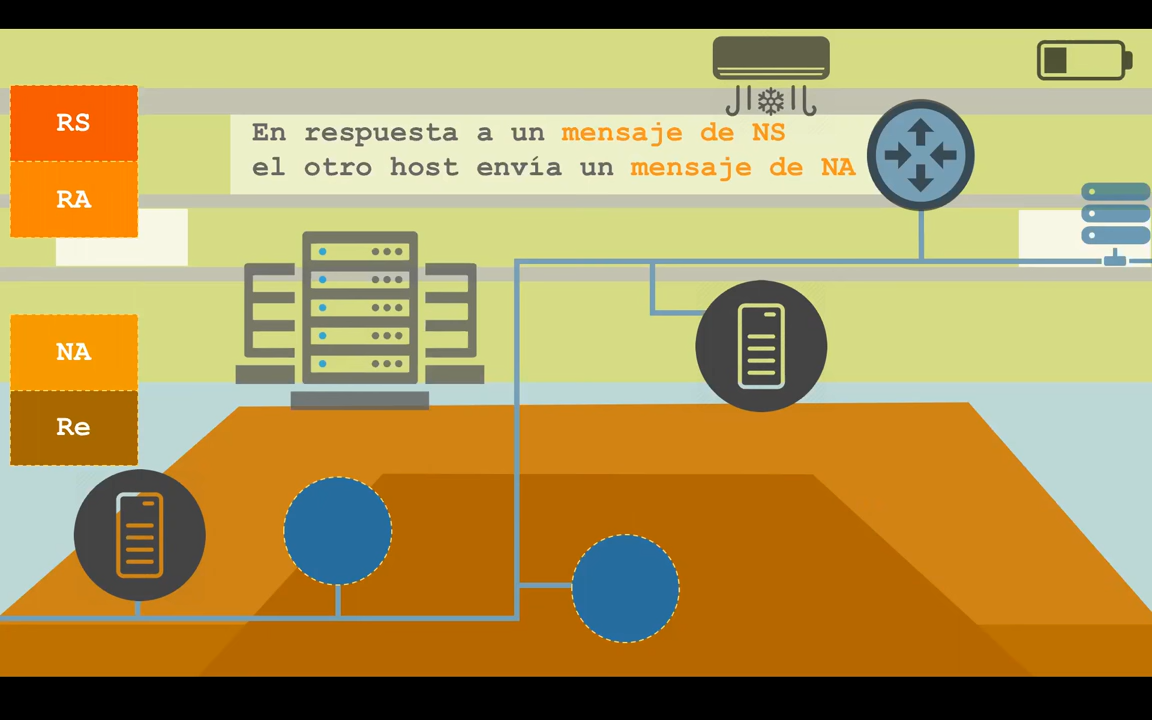 RS
RA
En respuesta a un mensaje de NS
el otro host envía un mensaje de NA
NA
Re